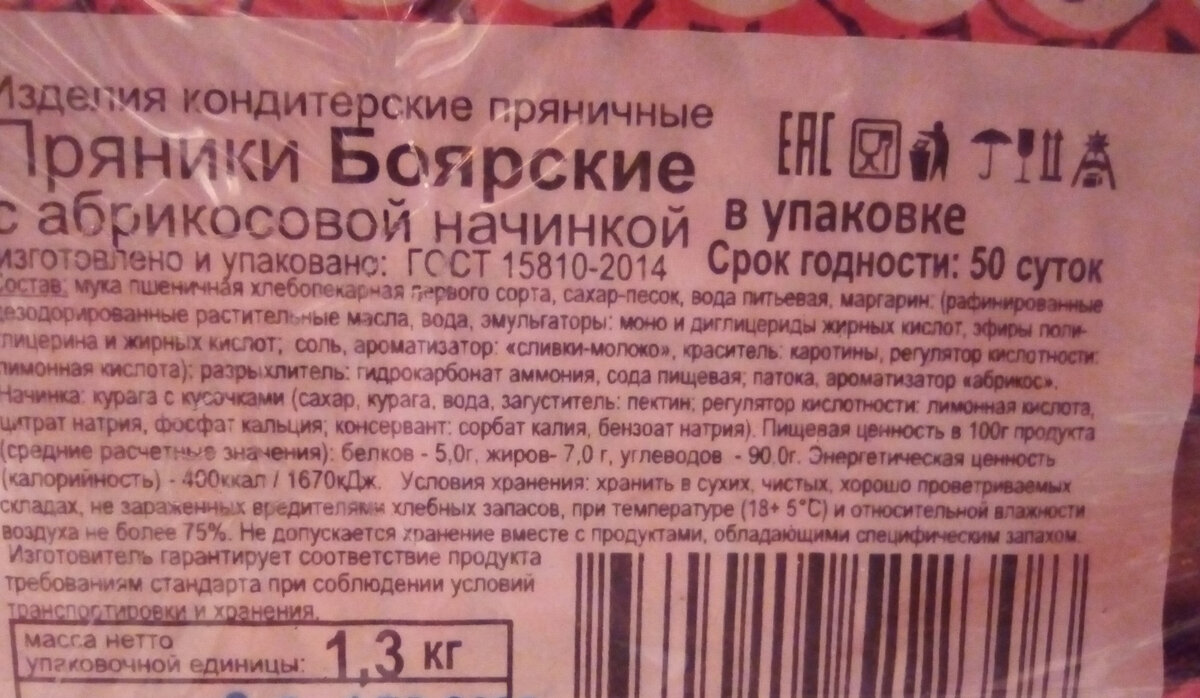 Изделия кондитерские пряничные
Пряники Боярские
с абрикосовой начинкой
EAC
в упаковке
изготовлено и упаковано: ГОСТ 15810-2014
Срок годности: 50 суток
Состав: мука пшеничная хлебопекарная первого сорта, сахар-песок, вода питьевая, маргарин: (рафинированные
дезодорированные растительные масла, вода, эмульгаторы: моно и диглицериды жирных кислот, эфиры поли-
глицерина и жирных кислот; соль, ароматизатор: «сливки-молоко», краситель: каротины, регулятор кислотности:
лимонная кислота); разрыхлитель: гидрокарбонат аммония, сода пищевая; патока, ароматизатор «абрикос».
Начинка: курага с кусочками (сахар, курага, вода, загуститель: пектин; регулятор кислотности: лимонная кислота,
цитрат натрия, фосфат кальция; консервант: сорбат калия, бензоат натрия). Пищевая ценность в 100г продукта
(средние расчетные значения): белков - 5,0г, жиров- 7,0 г, углеводов - 90.0г. Энергетическая ценность
(калорийность) - 400ккал / 1670кДж. Условия хранения: хранить в сухих, чистых, хорошо проветриваемых
складах, не зараженных вредителями хлебных запасов, при температуре (18+ 5°С) и относительной влажности
воздуха не более 75%. Не допускается хранение вместе с продуктами, обладающими специфическим запахом.
Изготовитель гарантирует соответствие продукта
требованиям стандарта при соблюдении условий
транспортировки и хранения.
масса нетто
упаковочной единицы: 1,3 кг